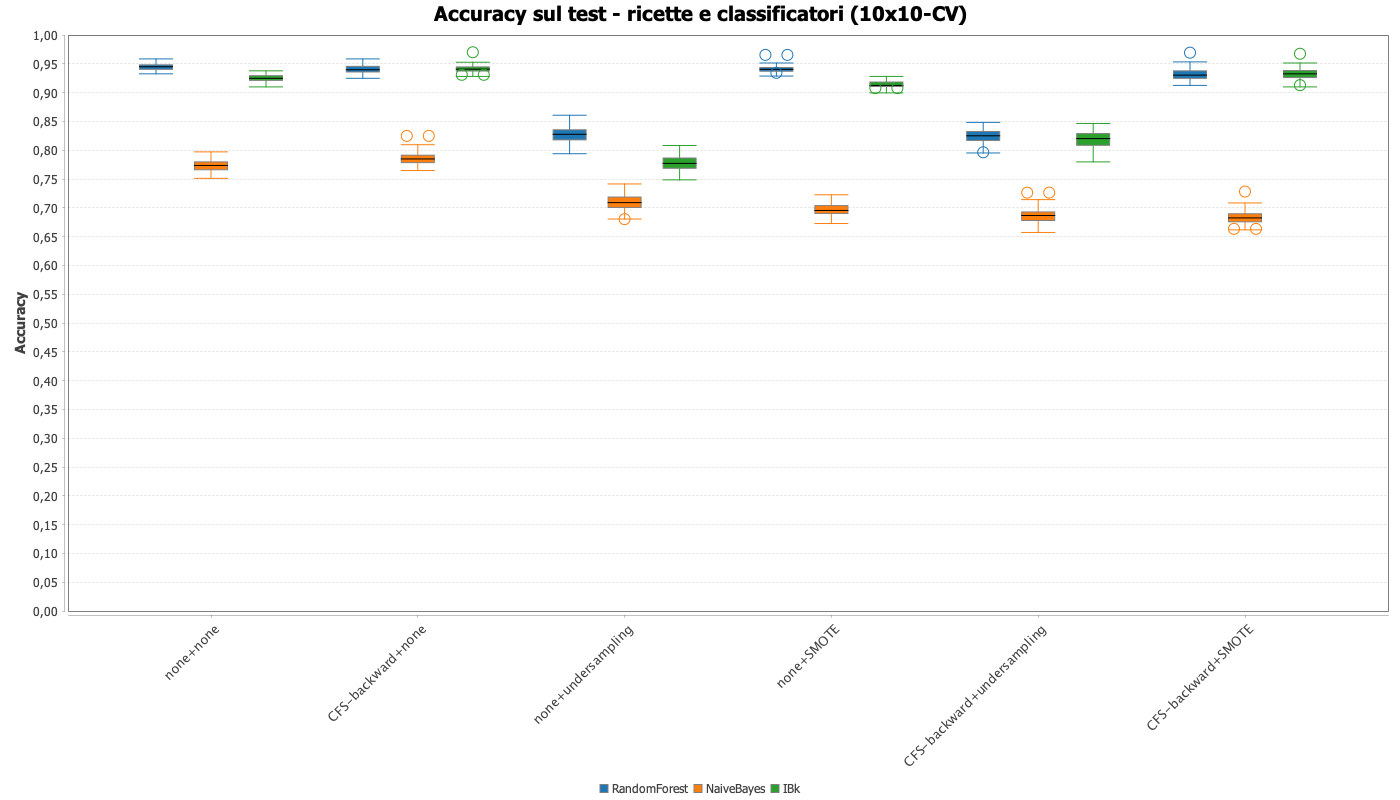 Accuracy sul test - ricette e classificatori (10x10-CV)
1,00
0,95
0,90
0,85
0,80
0,75
0,70
0,65
0,60
0,55
0,50
0,45
0,40
0,35
0,30
0,25
0,20
0,15
0,10
0,05
0,00
Accuracy
none+none
CFS-backward+none
none+undersampling
none+SMOTE
CFS-backward+undersampling
CFS-backward+SMOTE
RandomForest NaiveBayes IBk